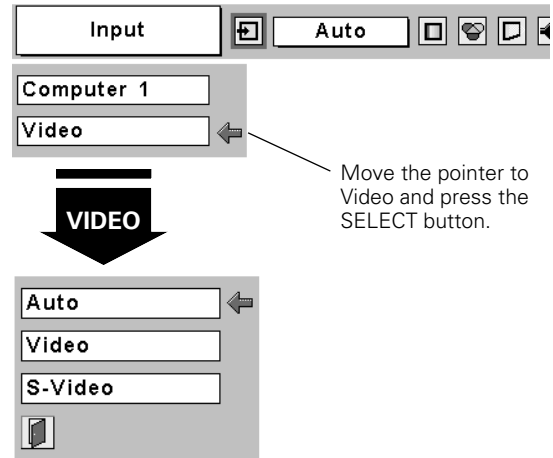 Input Auto
Computer 1
Video
Move the pointer to
Video and press the
SELECT button.
VIDEO
Auto
Video
S-Video